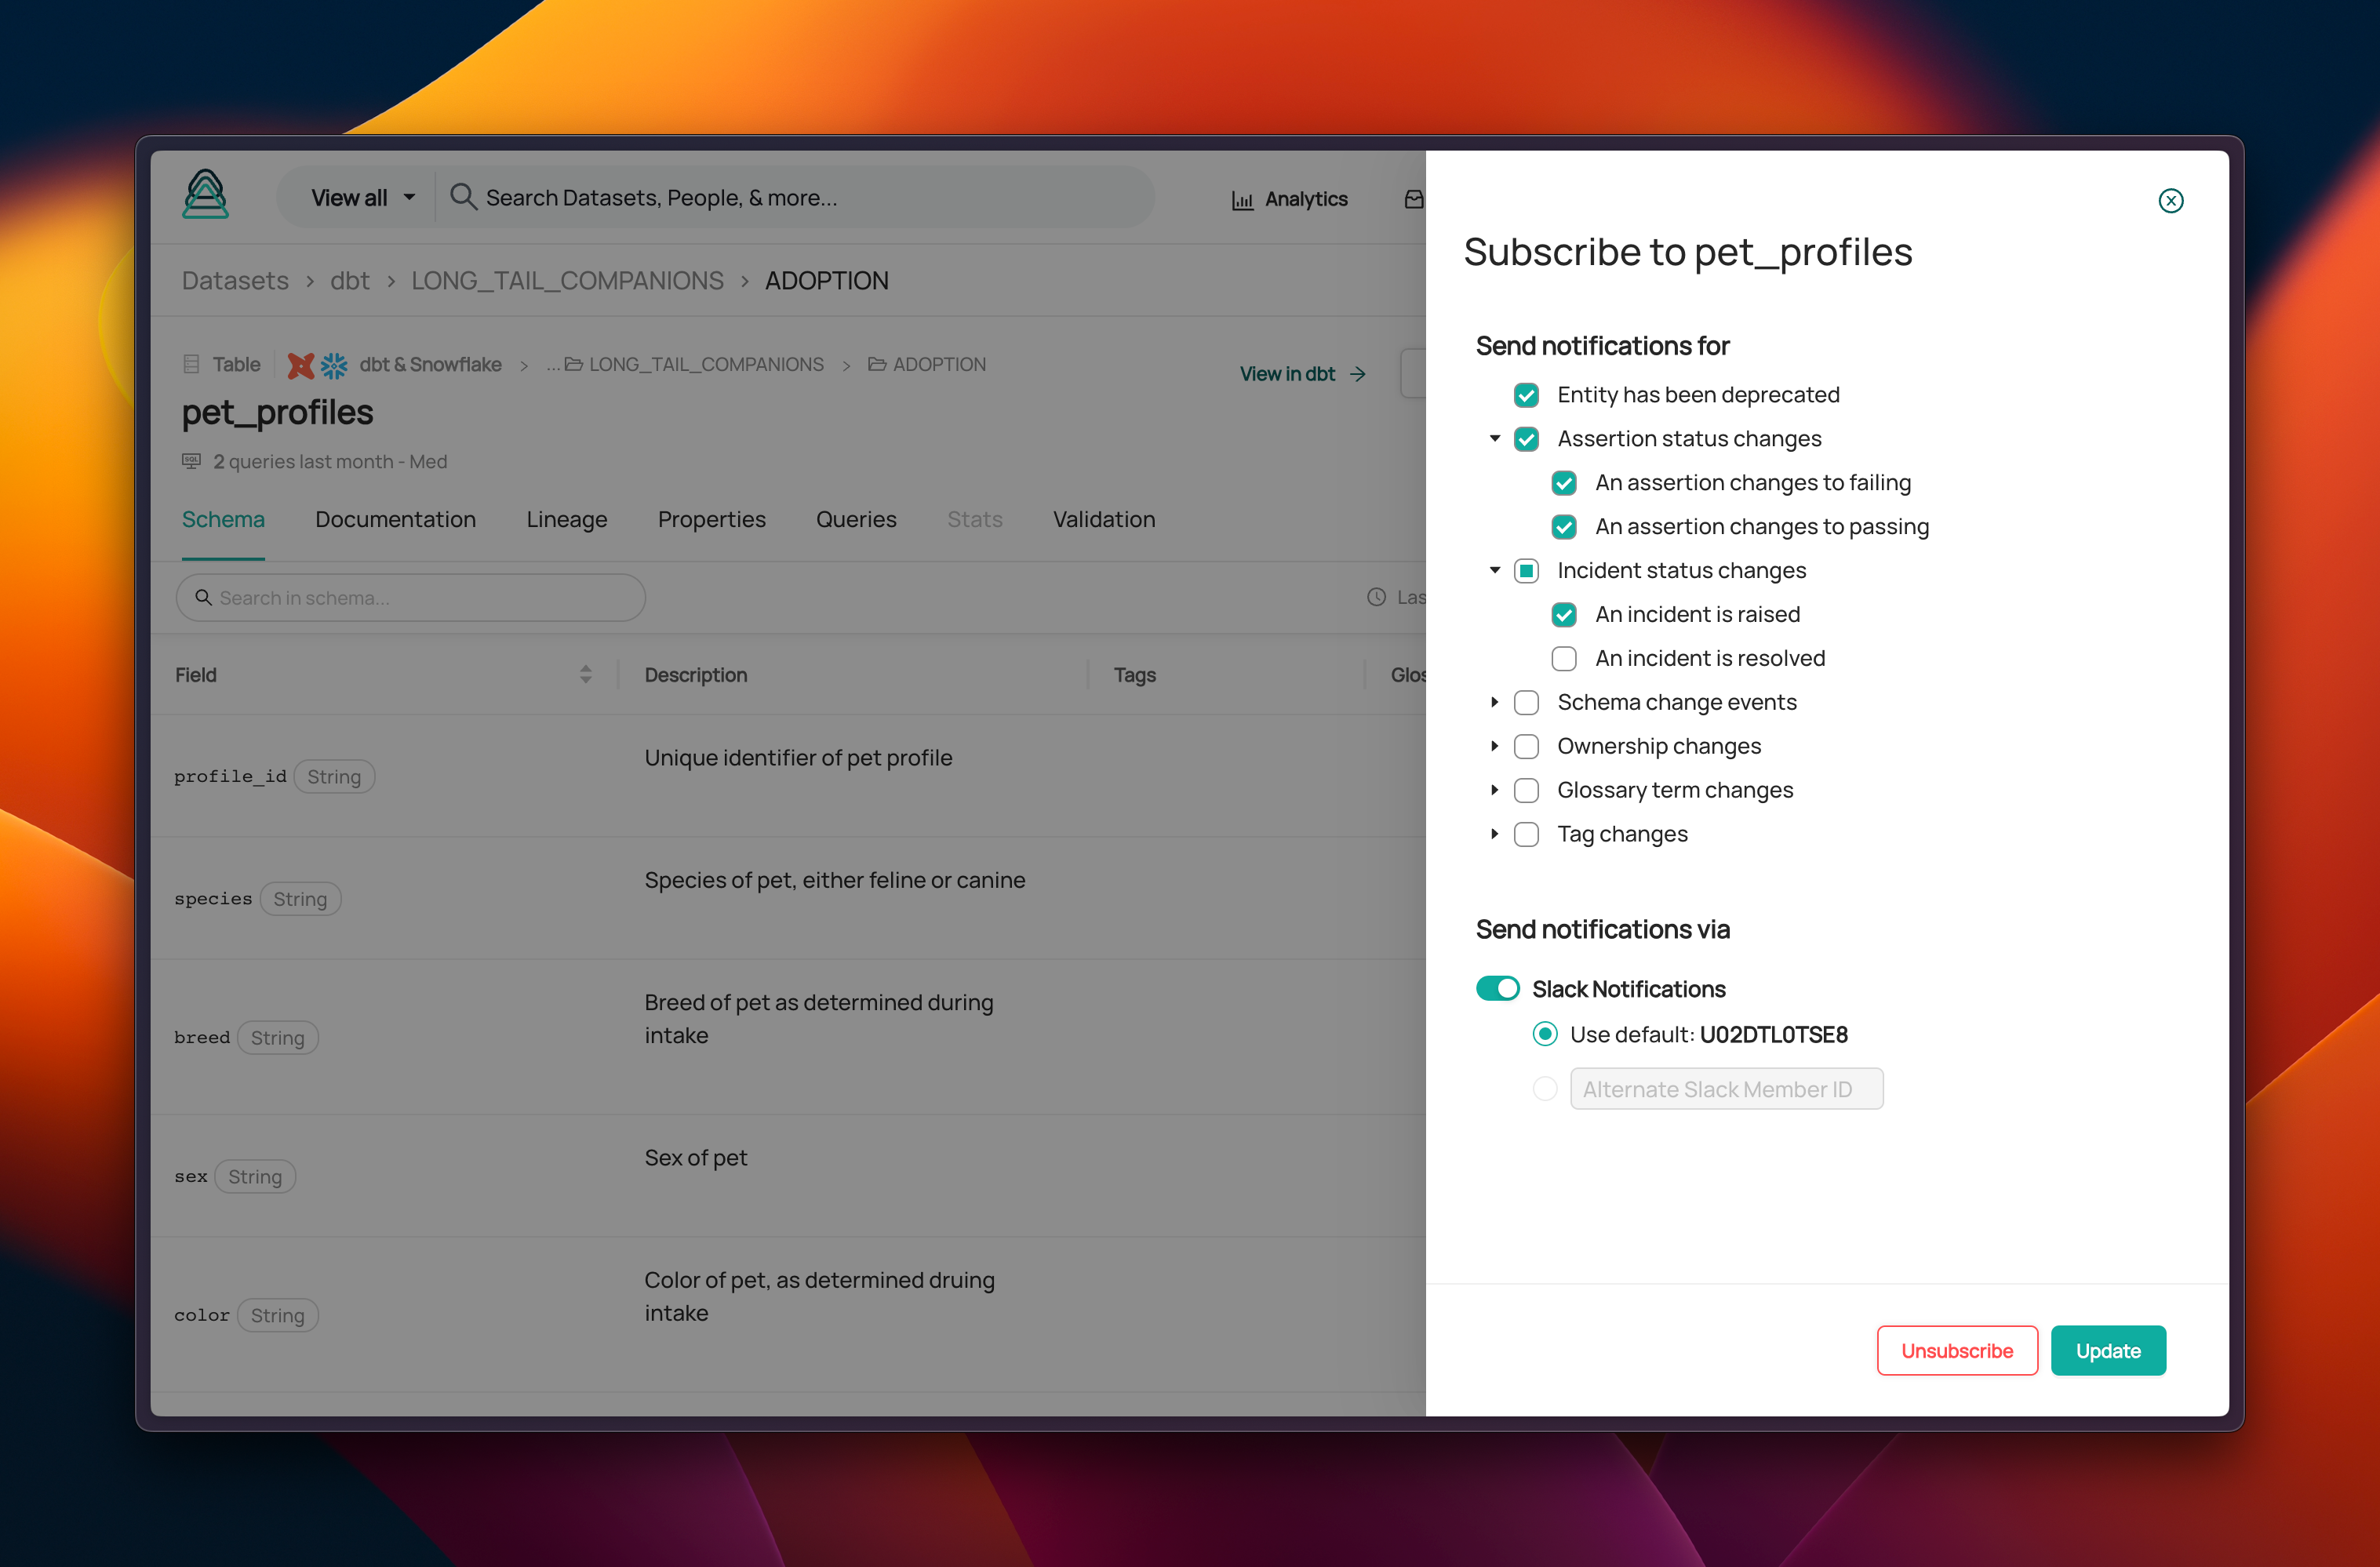 View all
Search Datasets, People, & more...
Analytics
Datasets > dbt > LONG_TAIL_COMPANIONS > ADOPTION
Table
dbt & Snowflake > ... LONG_TAIL_COMPANIONS > ADOPTION
View in dbt →
pet_profiles
SQL 2 queries last month - Med
Schema Documentation Lineage Properties Queries Stats Validation
Search in schema...
Las
Field Description Tags Glos
profile_id String Unique identifier of pet profile
species String Species of pet, either feline or canine
breed String Breed of pet as determined during
intake
sex String Sex of pet
color String Color of pet, as determined druing
intake
Subscribe to pet_profiles
Send notifications for
Entity has been deprecated
Assertion status changes
An assertion changes to failing
An assertion changes to passing
Incident status changes
An incident is raised
An incident is resolved
Schema change events
Ownership changes
Glossary term changes
Tag changes
Send notifications via
Slack Notifications
Use default: U02DTL0TSE8
Alternate Slack Member ID
Unsubscribe
Update